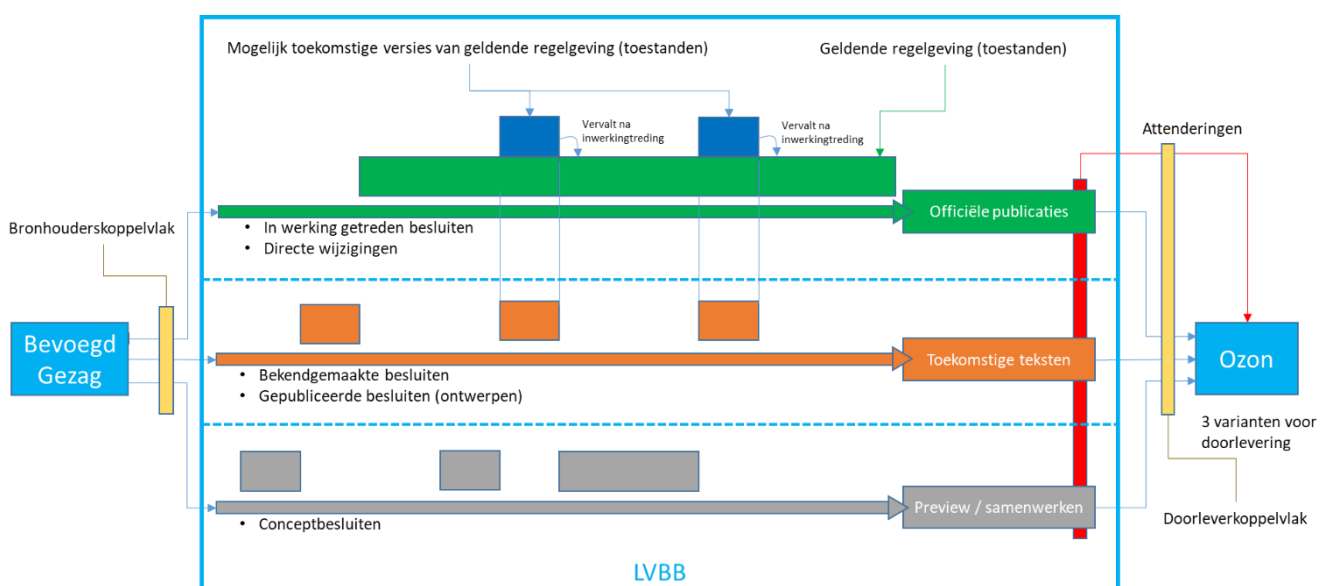 Mogelijk toekomstige versies van geldende regelgeving (toestanden)
Geldende regelgeving (toestanden)
Vervalt na
inwerkingtreding
Vervalt na
inwerkingtreding
Attenderingen
Bronhouderskoppelvlak
Officiële publicaties
• In werking getreden besluiten
• Directe wijzigingen
Bevoegd
Gezag
Toekomstige teksten
Ozon
• Bekendgemaakte besluiten
• Gepubliceerde besluiten (ontwerpen)
3 varianten voor
doorlevering
Preview / samenwerken
• Conceptbesluiten
Doorleverkoppelvlak
LVBB